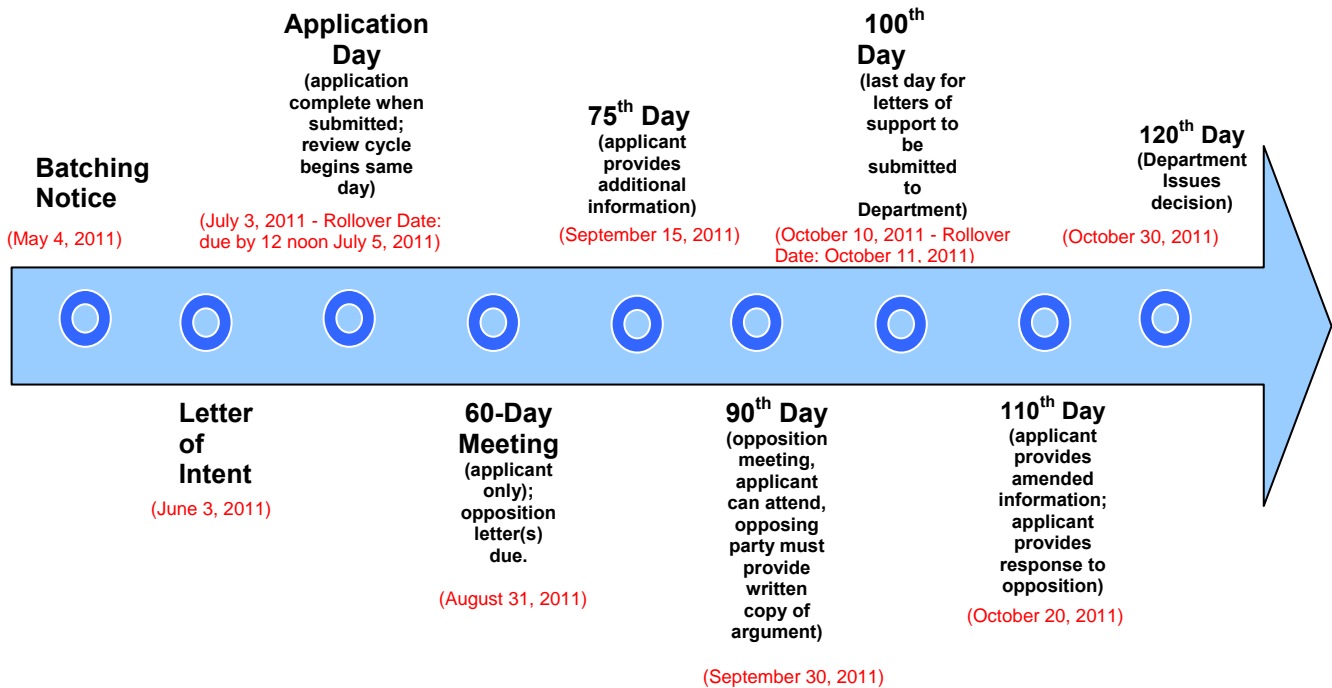 Batching
Notice
(May 4, 2011)
Letter
of
Intent
(June 3, 2011)
Application
Day
(application
complete when
submitted;
review cycle
begins same
day)
(July 3, 2011 - Rollover Date:
due by 12 noon July 5, 2011)
60-Day
Meeting
(applicant
only);
opposition
letter(s)
due.
(August 31, 2011)
75th Day
(applicant
provides
additional
information)
(September 15, 2011)
90th Day
(opposition
meeting,
applicant
can attend,
opposing
party must
provide
written
copy of
argument)
(September 30, 2011)
100th
Day
(last day for
letters of
support to
be
submitted
to
Department)
(October 10, 2011 - Rollover
Date: October 11, 2011)
110th Day
(applicant
provides
amended
information;
applicant
provides
response to
opposition)
(October 20, 2011)
120th Day
(Department
Issues
decision)
(October 30, 2011)